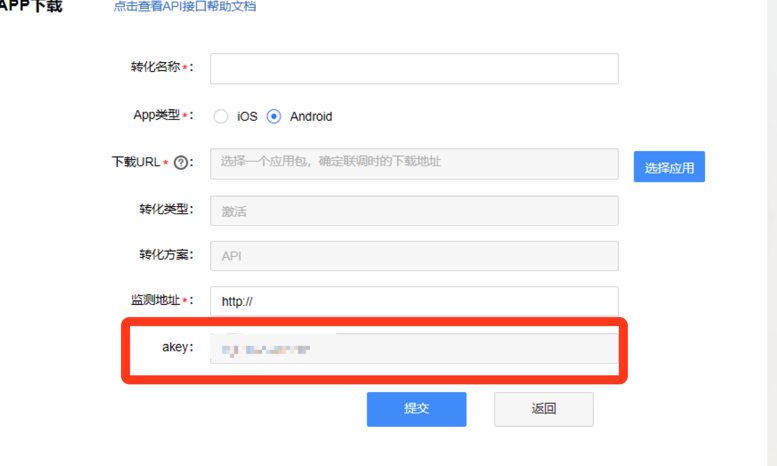 APP下载 点击查看API接口帮助文档
转化名称*：
App类型*： iOS Android
下载URL* ?： 选择一个应用包，确定联调时的下载地址 选择应用
转化类型： 激活
转化方案： API
监测地址*： http://
akey：
提交 返回